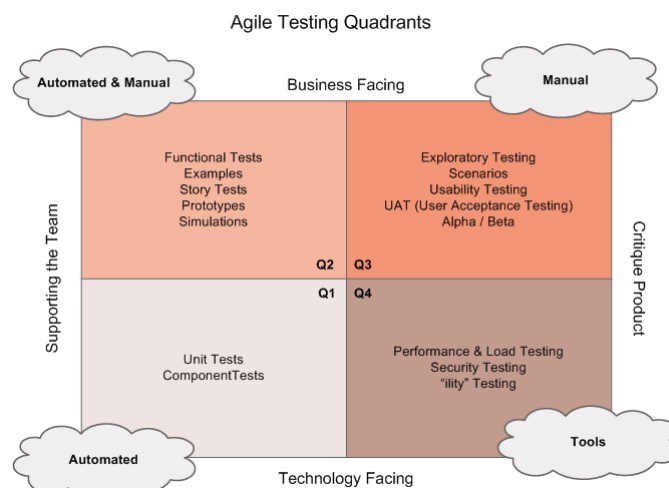 Agile Testing Quadrants
Automated & Manual
Business Facing
Manual
Functional Tests
Examples
Story Tests
Prototypes
Simulations
Exploratory Testing
Scenarios
Usability Testing
UAT (User Acceptance Testing)
Alpha / Beta
Supporting the Team
Critique Product
Q2
Q3
Q1
Q4
Unit Tests
ComponentTests
Performance & Load Testing
Security Testing
“ility” Testing
Automated
Tools
Technology Facing